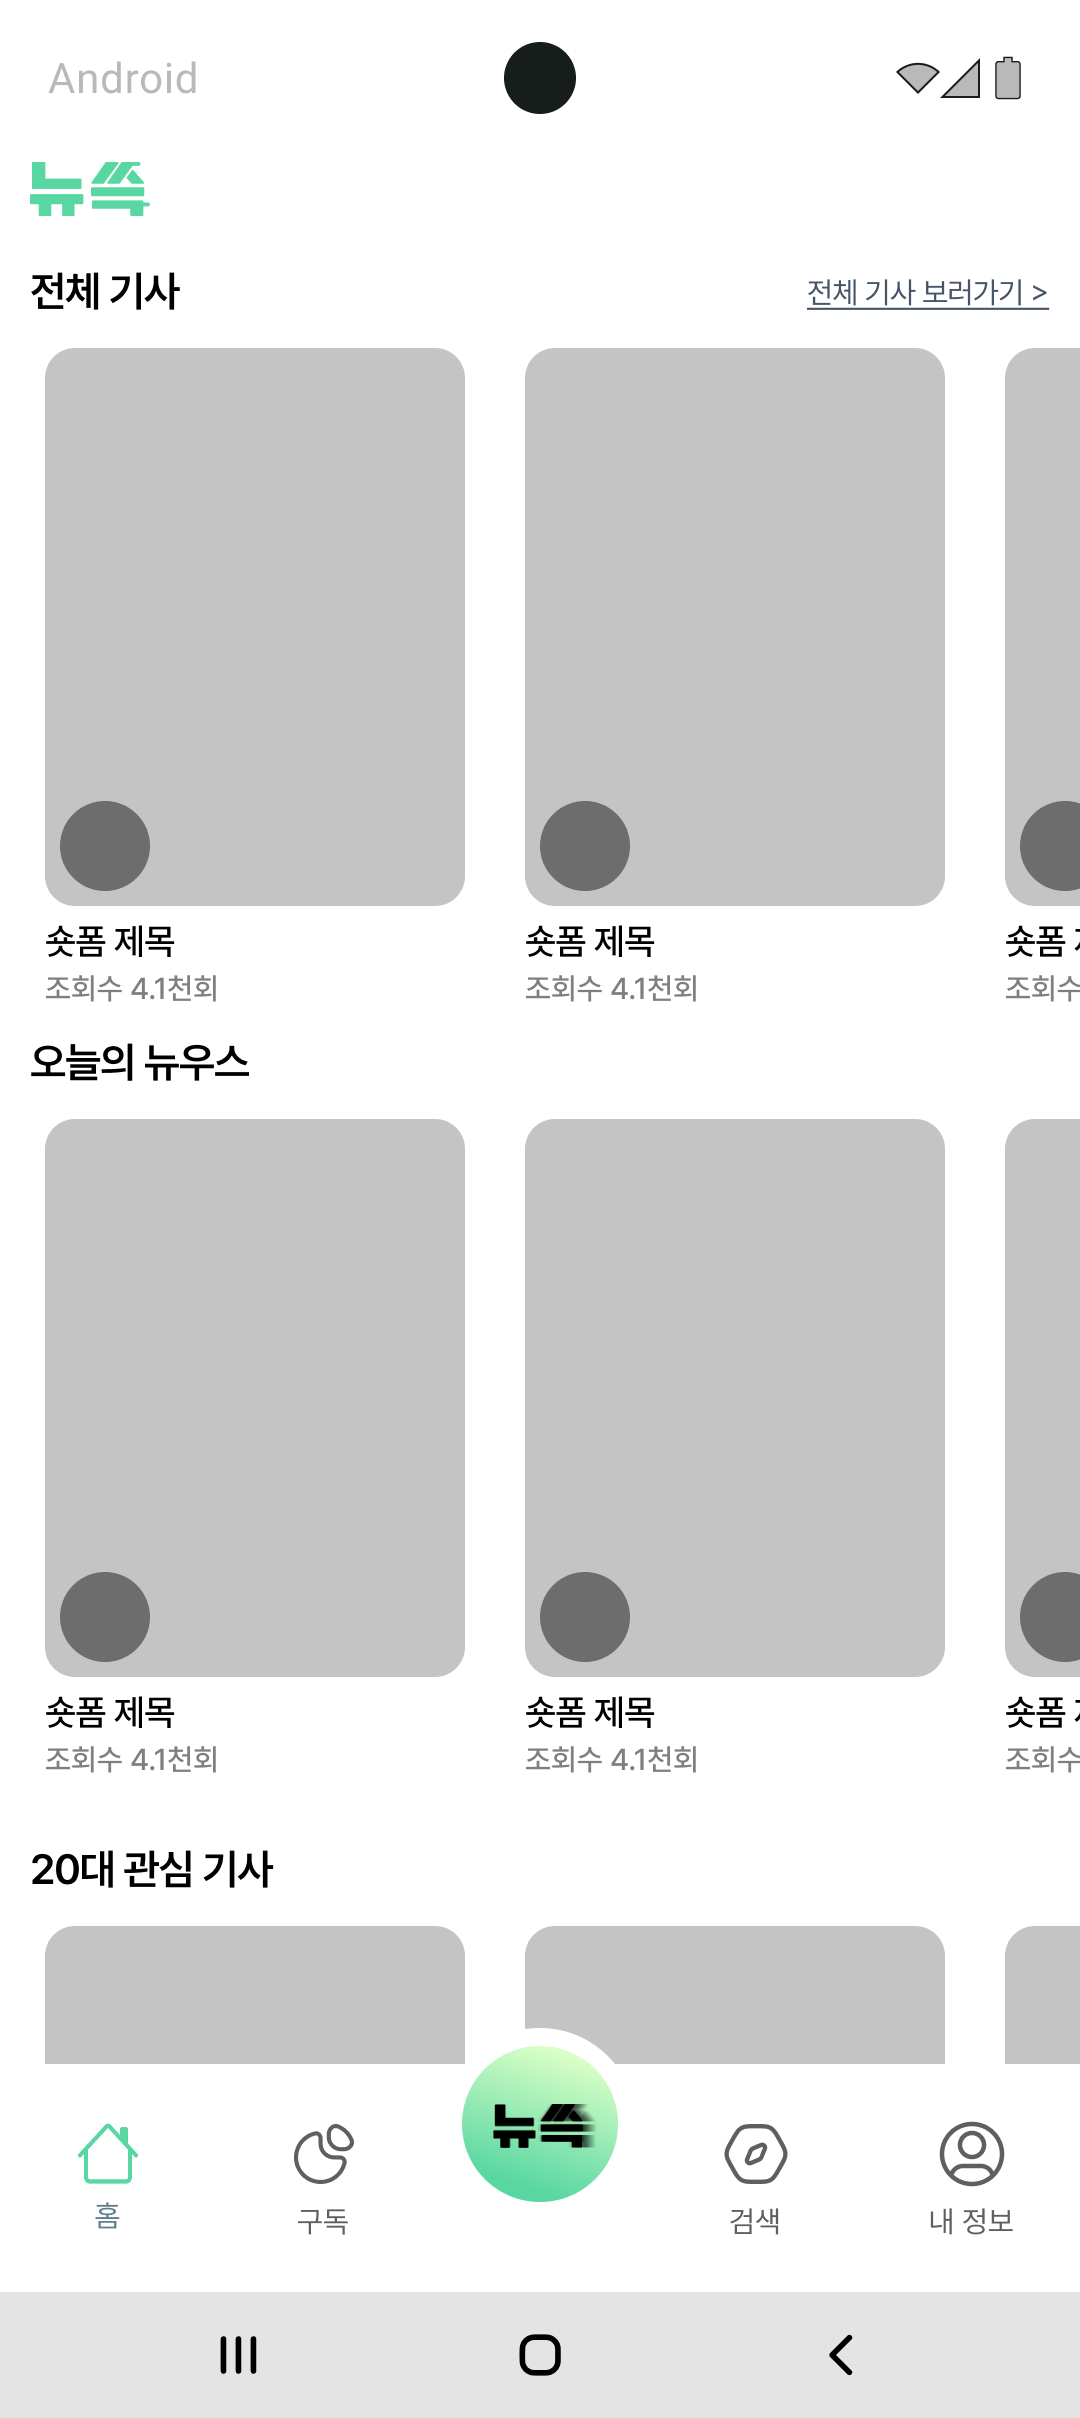 Android
뉴쓱
전체 기사
전체 기사 보러가기 >
숏폼 제목
조회수 4.1천회
숏폼 제목
조회수 4.1천회
숏폼
조회수
오늘의 뉴우스
숏폼 제목
조회수 4.1천회
숏폼 제목
조회수 4.1천회
숏폼
조회수
20대 관심 기사
뉴쓱
홈
구독
검색
내 정보